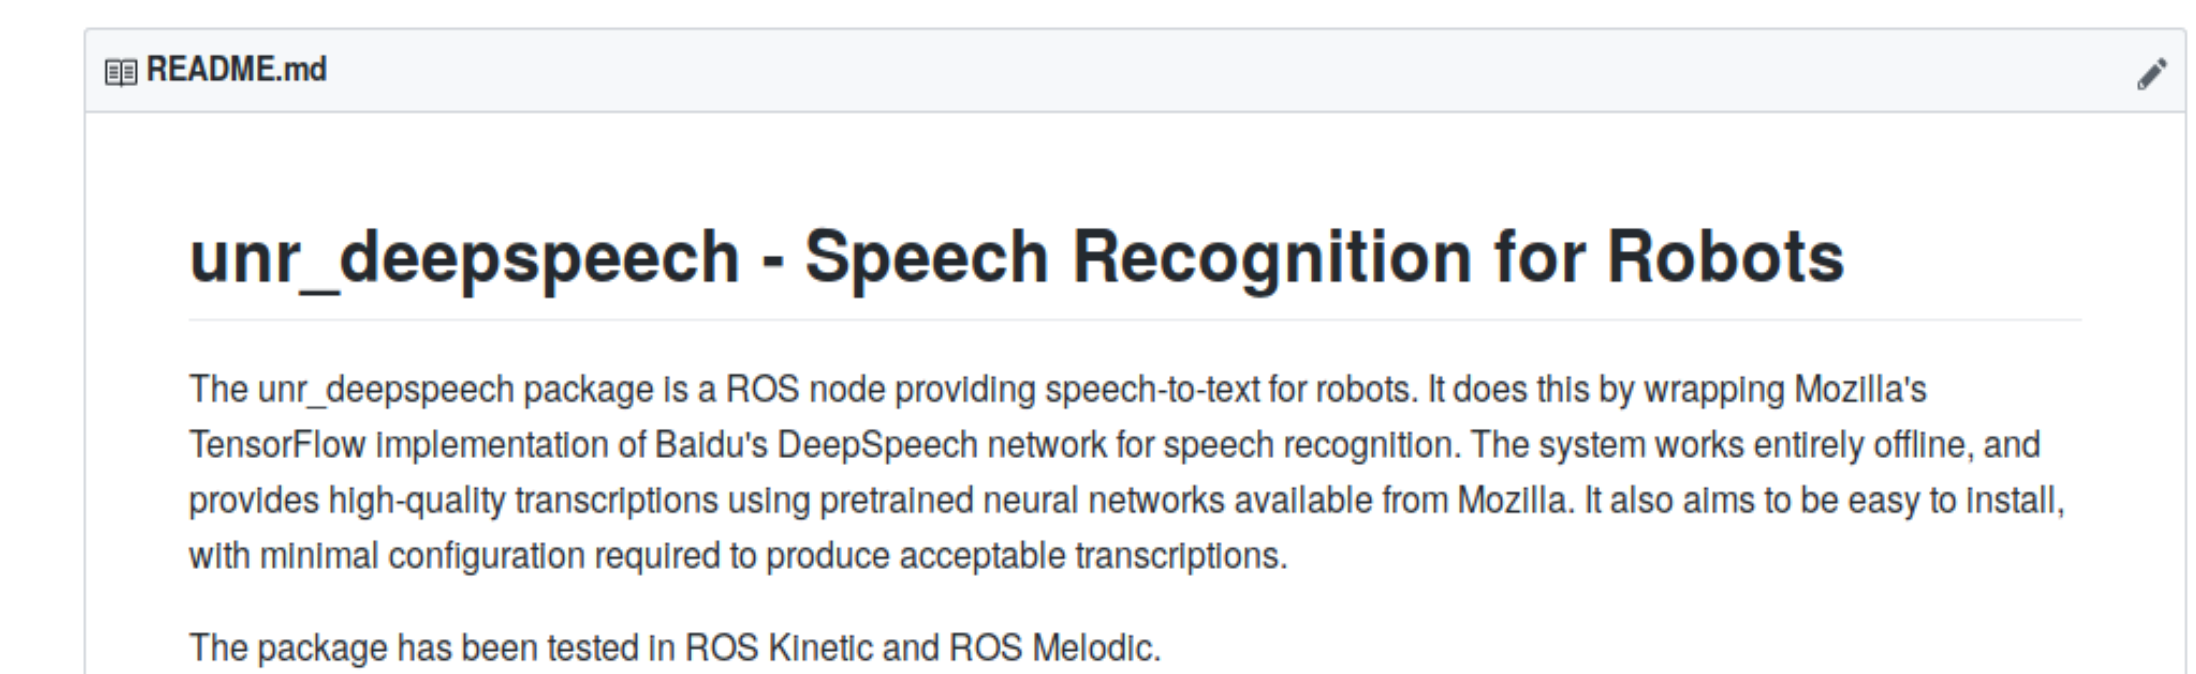 README.md
unr_deepspeech - Speech Recognition for Robots
The unr_deepspeech package is a ROS node providing speech-to-text for robots. It does this by wrapping Mozilla's
TensorFlow implementation of Baidu's DeepSpeech network for speech recognition. The system works entirely offline, and
provides high-quality transcriptions using pretrained neural networks available from Mozilla. It also aims to be easy to install,
with minimal configuration required to produce acceptable transcriptions.
The package has been tested in ROS Kinetic and ROS Melodic.